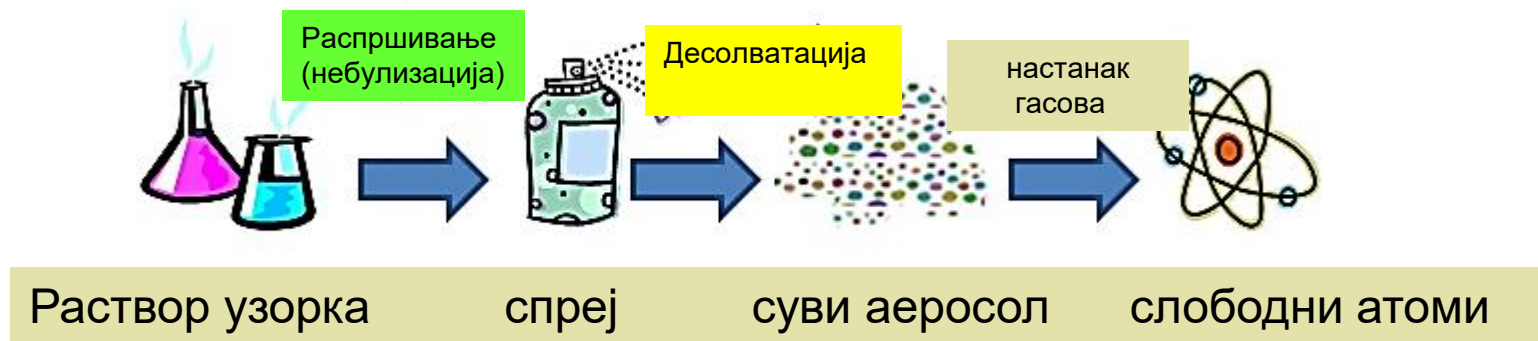 Распршивање
(небулизација)
Десолватација
настанак
гасова
Раствор узорка спреј суви аеросол слободни атоми